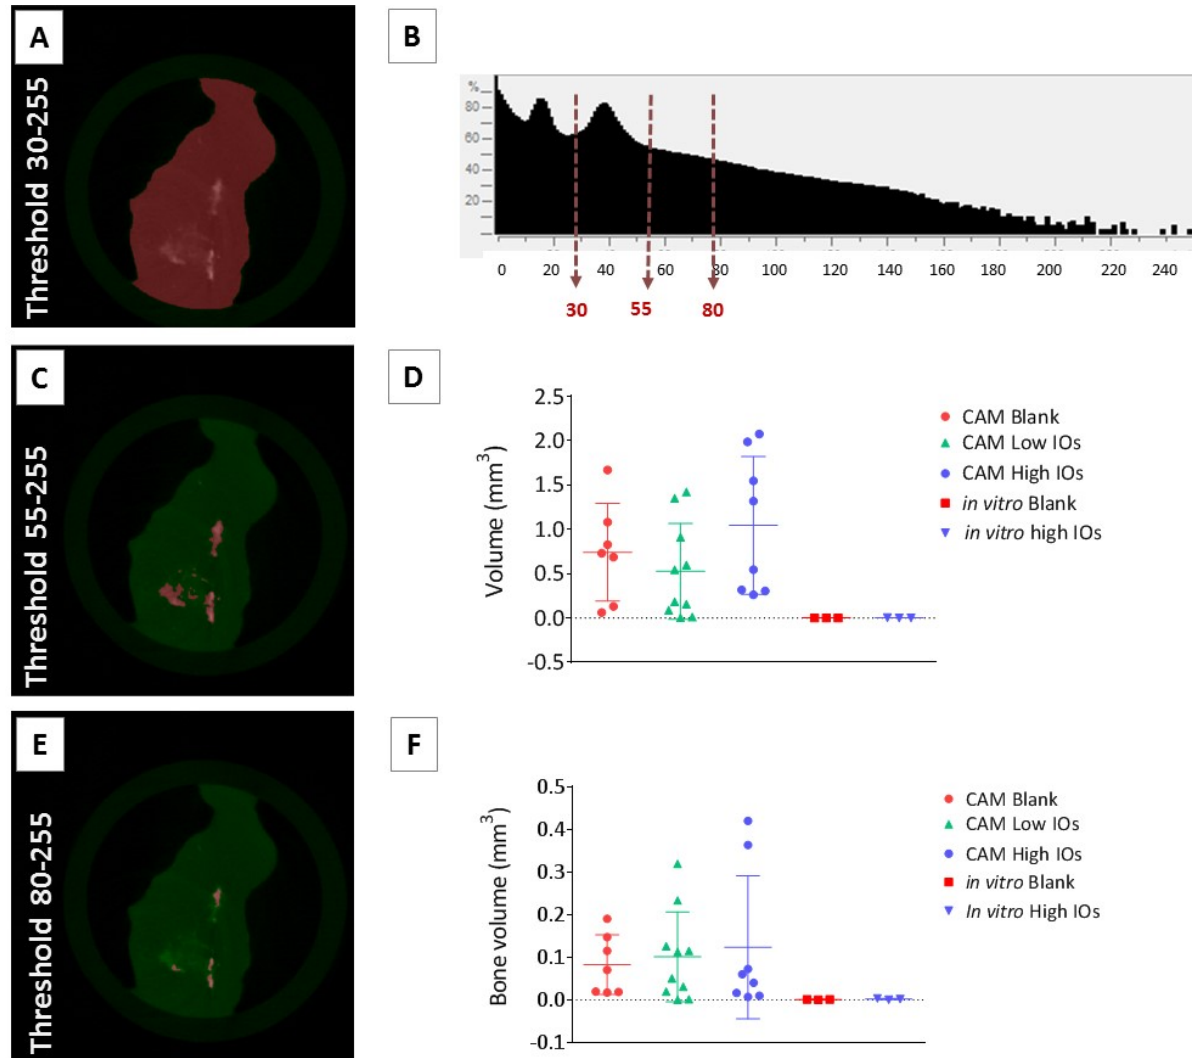 A
Threshold 30-255
B
%
80
60
40
20
0 20 40 60 80 100 120 140 160 180 200 220 240
30 55 80
C
Threshold 55-255
D
Volume (mm³)
2.5
2.0
1.5
1.0
0.5
0.0
-0.5
CAM Blank
CAM Low IOs
CAM High IOs
in vitro Blank
in vitro high IOs
E
Threshold 80-255
F
Bone volume (mm³)
0.5
0.4
0.3
0.2
0.1
0.0
-0.1
CAM Blank
CAM Low IOs
CAM High IOs
in vitro Blank
In vitro High IOs